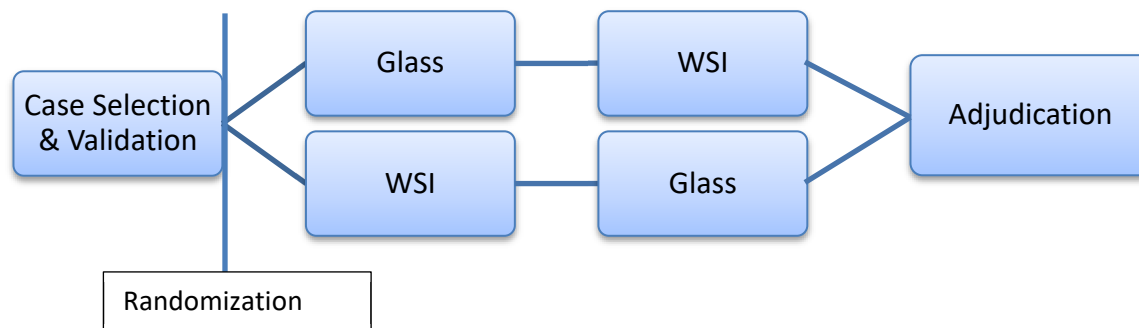 Case Selection
& Validation
Glass
WSI
WSI
Glass
Adjudication
Randomization